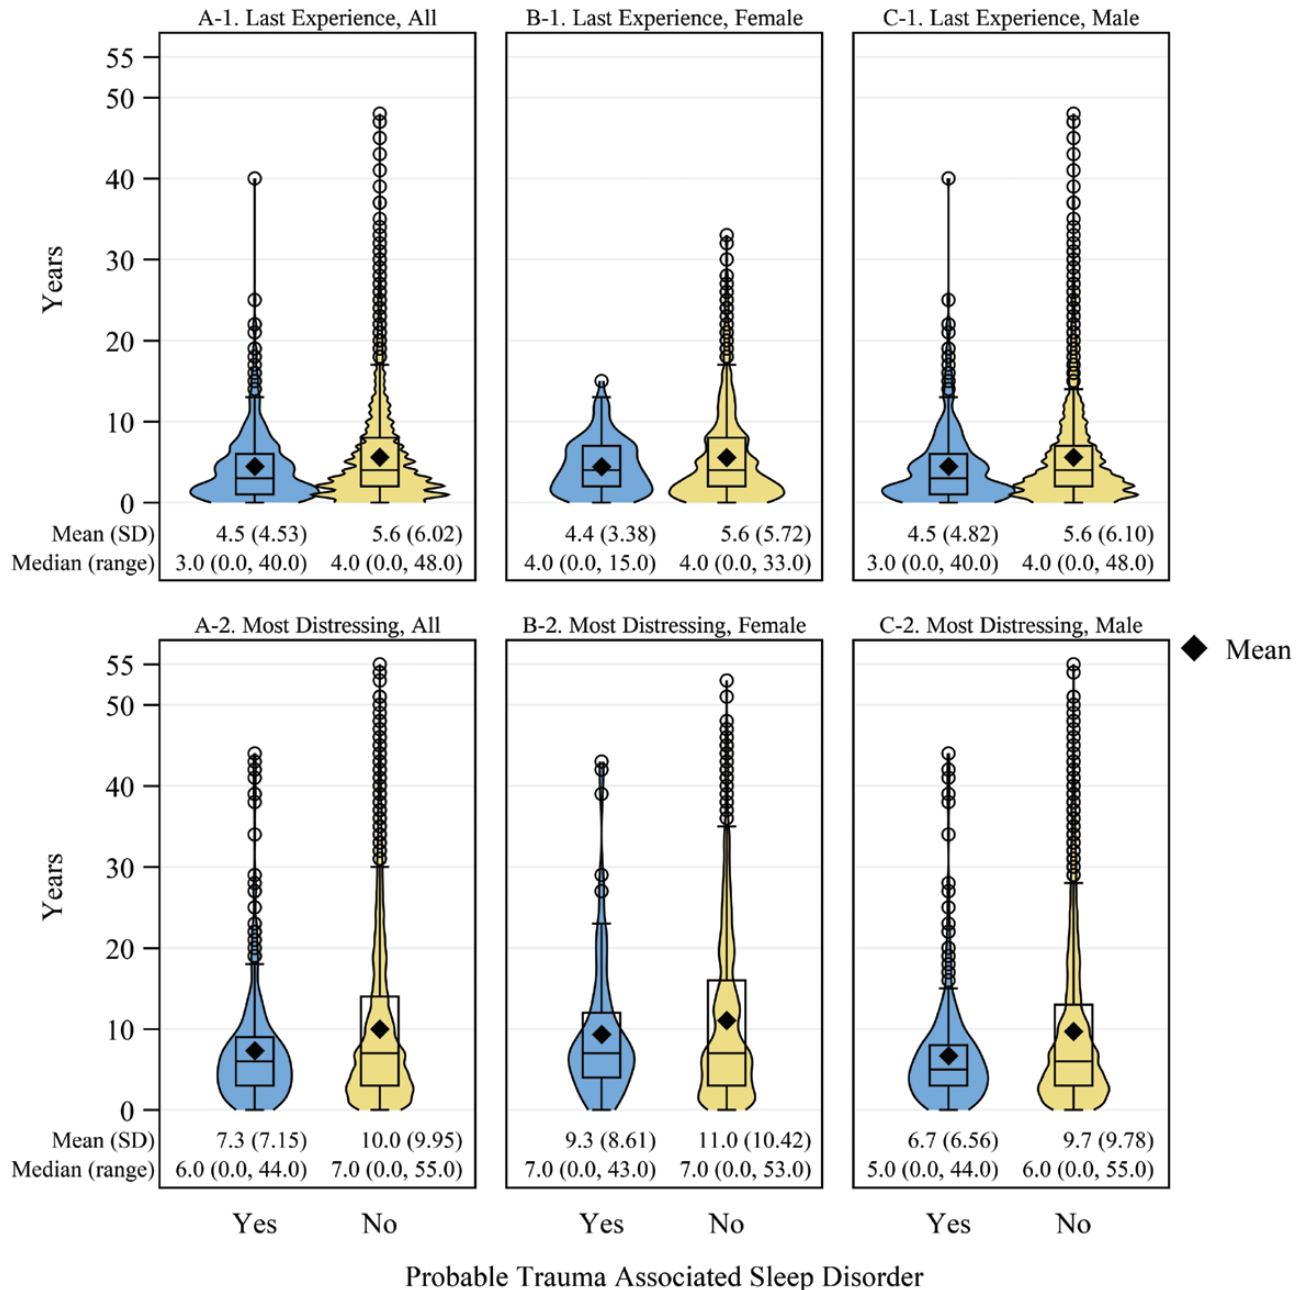 A-1. Last Experience, All
B-1. Last Experience, Female
C-1. Last Experience, Male
55
50
40
30
20
10
0
Years
Mean (SD)
4.5 (4.53)
5.6 (6.02)
4.4 (3.38)
5.6 (5.72)
4.5 (4.82)
5.6 (6.10)
Median (range)
3.0 (0.0, 40.0)
4.0 (0.0, 48.0)
4.0 (0.0, 15.0)
4.0 (0.0, 33.0)
3.0 (0.0, 40.0)
4.0 (0.0, 48.0)
A-2. Most Distressing, All
B-2. Most Distressing, Female
C-2. Most Distressing, Male
Mean
55
50
40
30
20
10
0
Years
Mean (SD)
7.3 (7.15)
10.0 (9.95)
9.3 (8.61)
11.0 (10.42)
6.7 (6.56)
9.7 (9.78)
Median (range)
6.0 (0.0, 44.0)
7.0 (0.0, 55.0)
7.0 (0.0, 43.0)
7.0 (0.0, 53.0)
5.0 (0.0, 44.0)
6.0 (0.0, 55.0)
Yes
No
Yes
No
Yes
No
Probable Trauma Associated Sleep Disorder